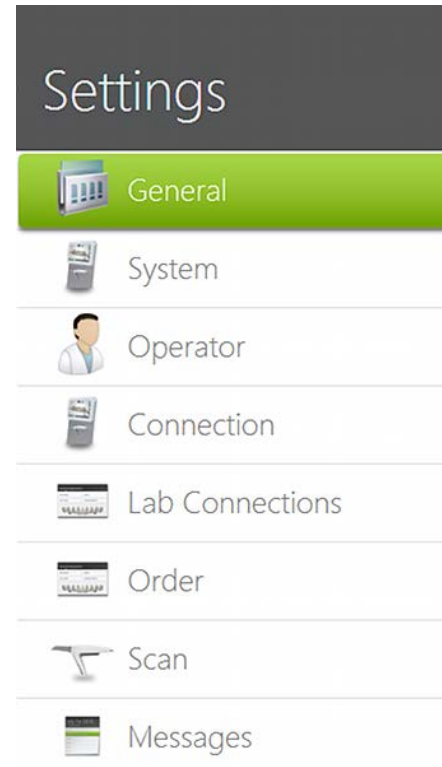 Settings
General
System
Operator
Connection
Lab Connections
Order
Scan
Messages